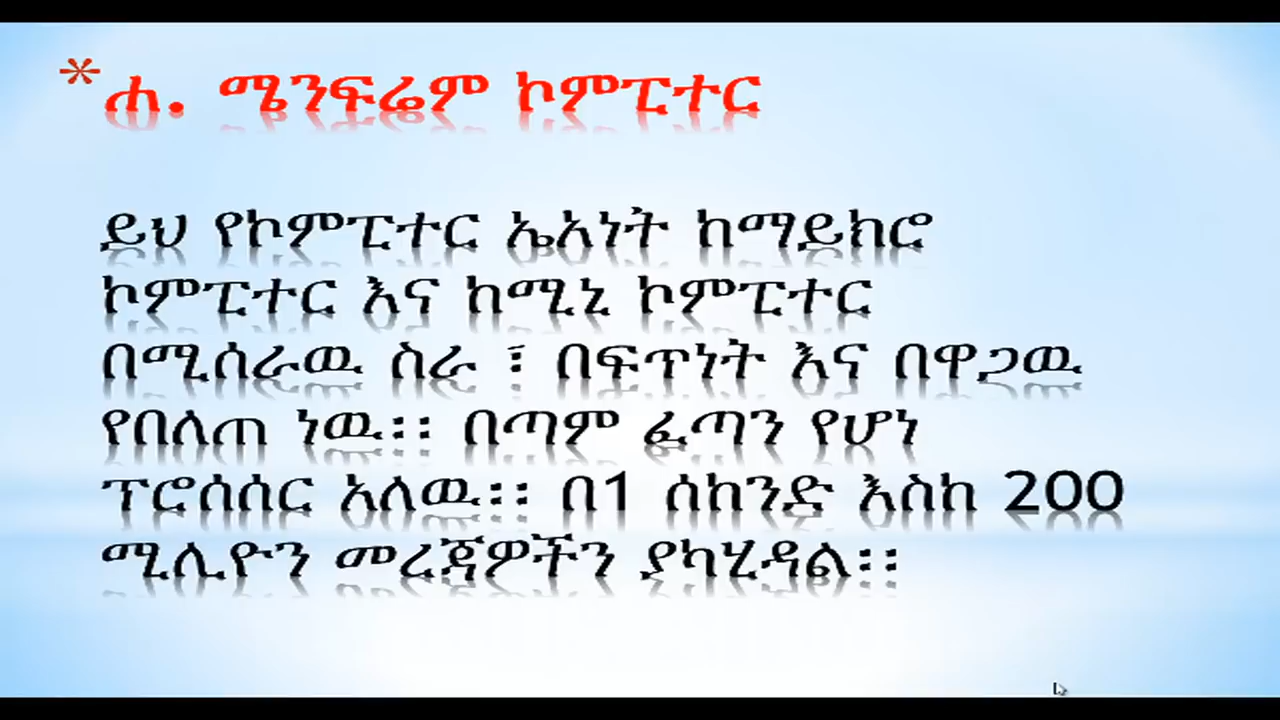 *ሐ. ሜንፍሬም ኮምፒተር
ይህ የኮምፒተር ኤአነት ከማይክሮ
ኮምፒተር እና ከሚኒ ኮምፒተር
በሚሰራዉ ስራ ፣ በፍጥነት እና በዋጋዉ
የበለጠ ነዉ፡፡ በጣም ፈጣን የሆነ
ፕሮሰሰር አለዉ፡፡ በ1 ሰከንድ እስከ 200
ሚሊዮን መረጃዎችን ያካሂዳል፡፡